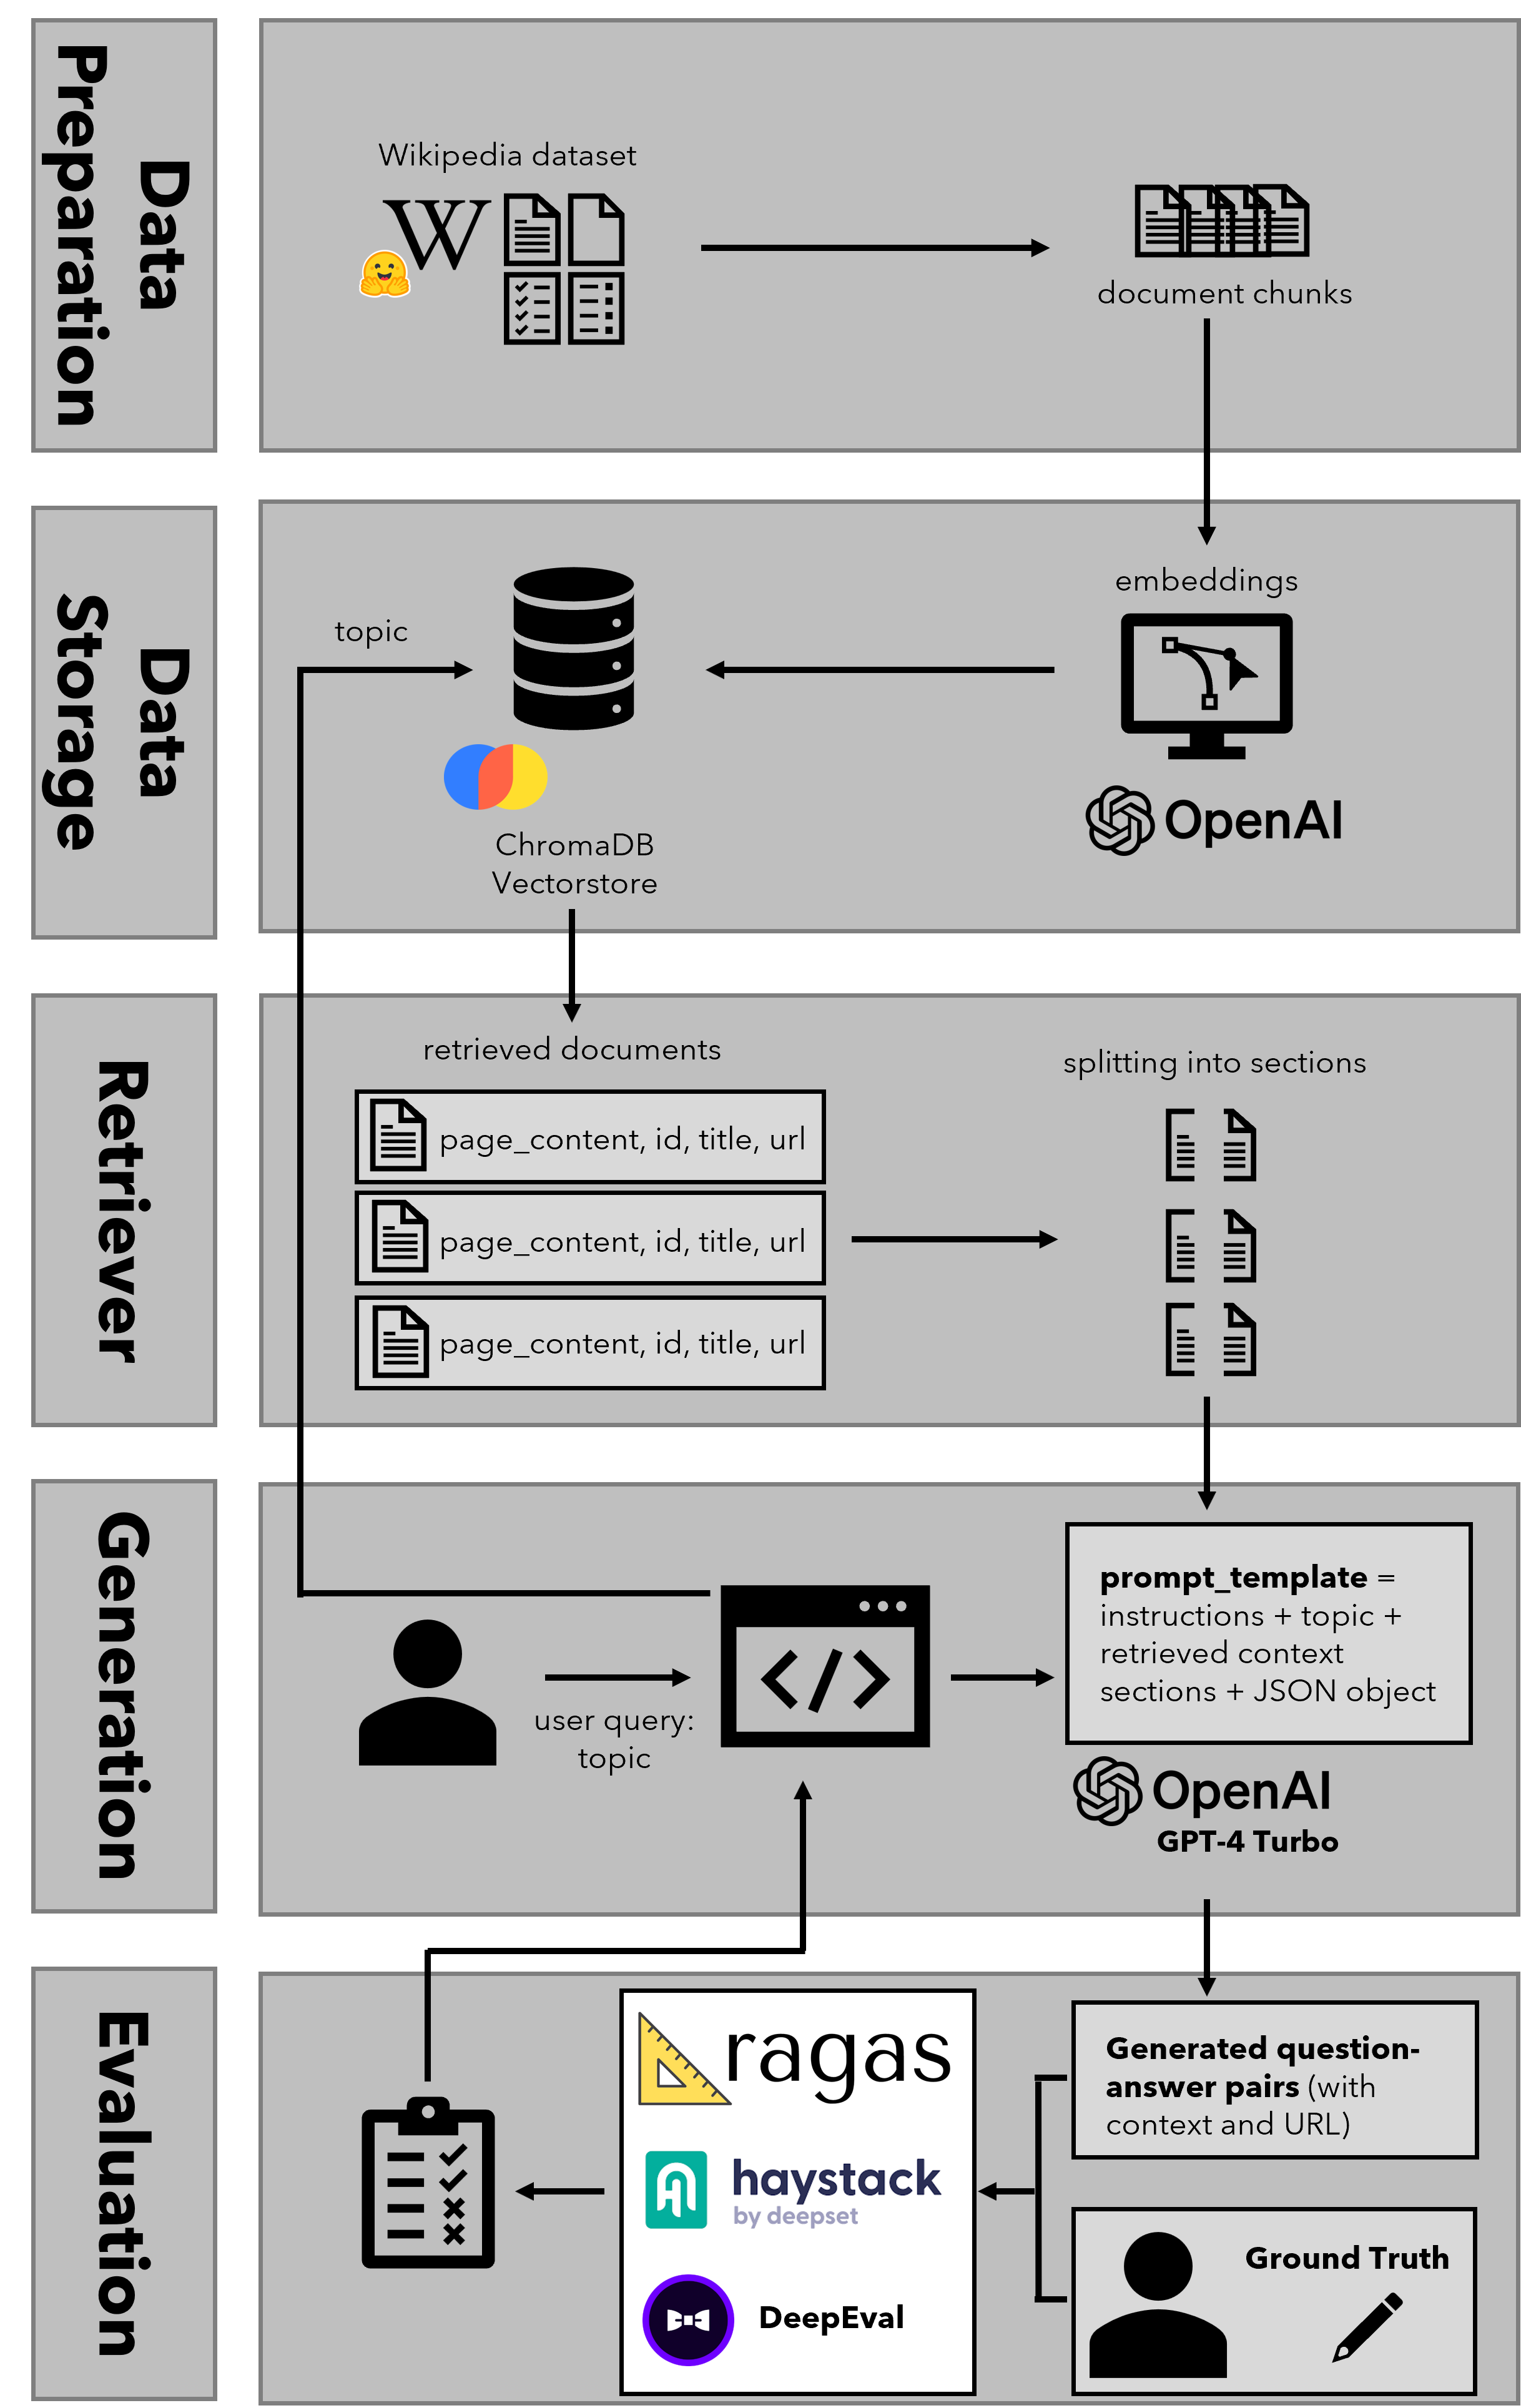 Data
Preparation
Wikipedia dataset
W
document chunks
Data
Storage
topic
embeddings
OpenAI
ChromaDB
Vectorstore
Retriever
retrieved documents
splitting into sections
page_content, id, title, url
page_content, id, title, url
page_content, id, title, url
Generation
user query:
topic
</>
prompt_template =
instructions + topic +
retrieved context
sections + JSON object
OpenAI
GPT-4 Turbo
Evaluation
ragas
haystack
by deepset
DeepEval
Generated question-
answer pairs (with
context and URL)
Ground Truth